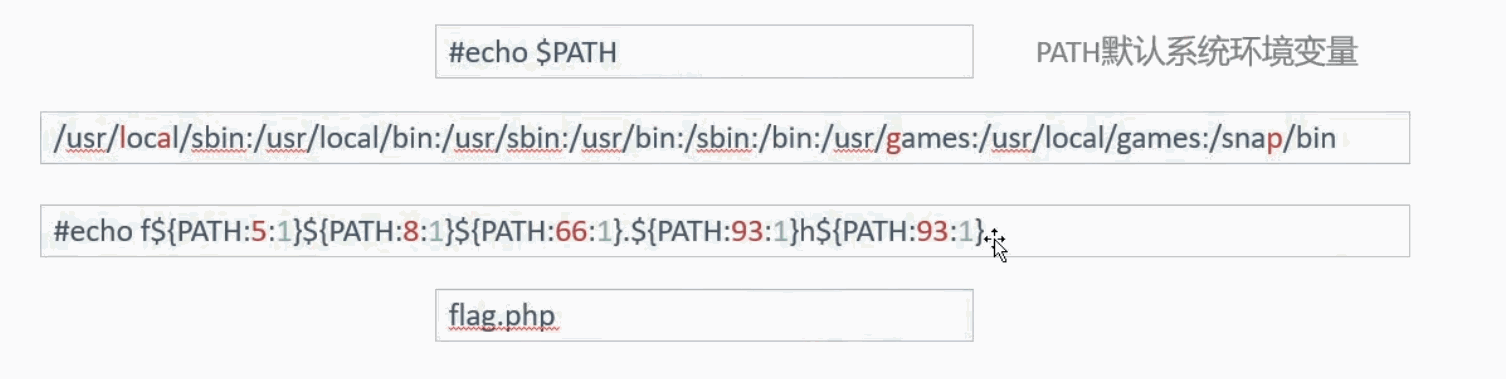 #echo $PATH
PATH默认系统环境变量
/usr/local/sbin:/usr/local/bin:/usr/sbin:/usr/bin:/sbin:/bin:/usr/games:/usr/local/games:/snap/bin
#echo f${PATH:5:1}${PATH:8:1}${PATH:66:1}.${PATH:93:1}h${PATH:93:1}
flag.php